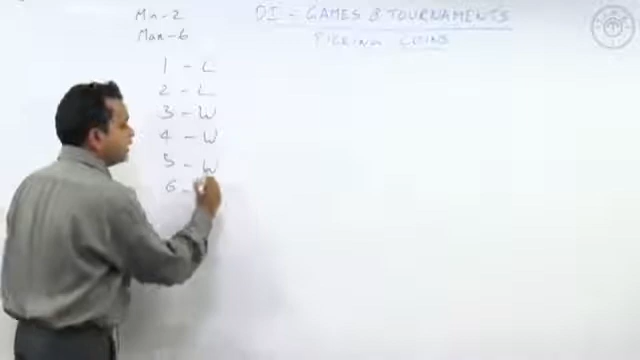 Min-2
Max-6
DI - GAMES & TOURNAMENTS
PICKING COINS
1 - L
2 - L
3 - W
4 - W
5 - W
6 -